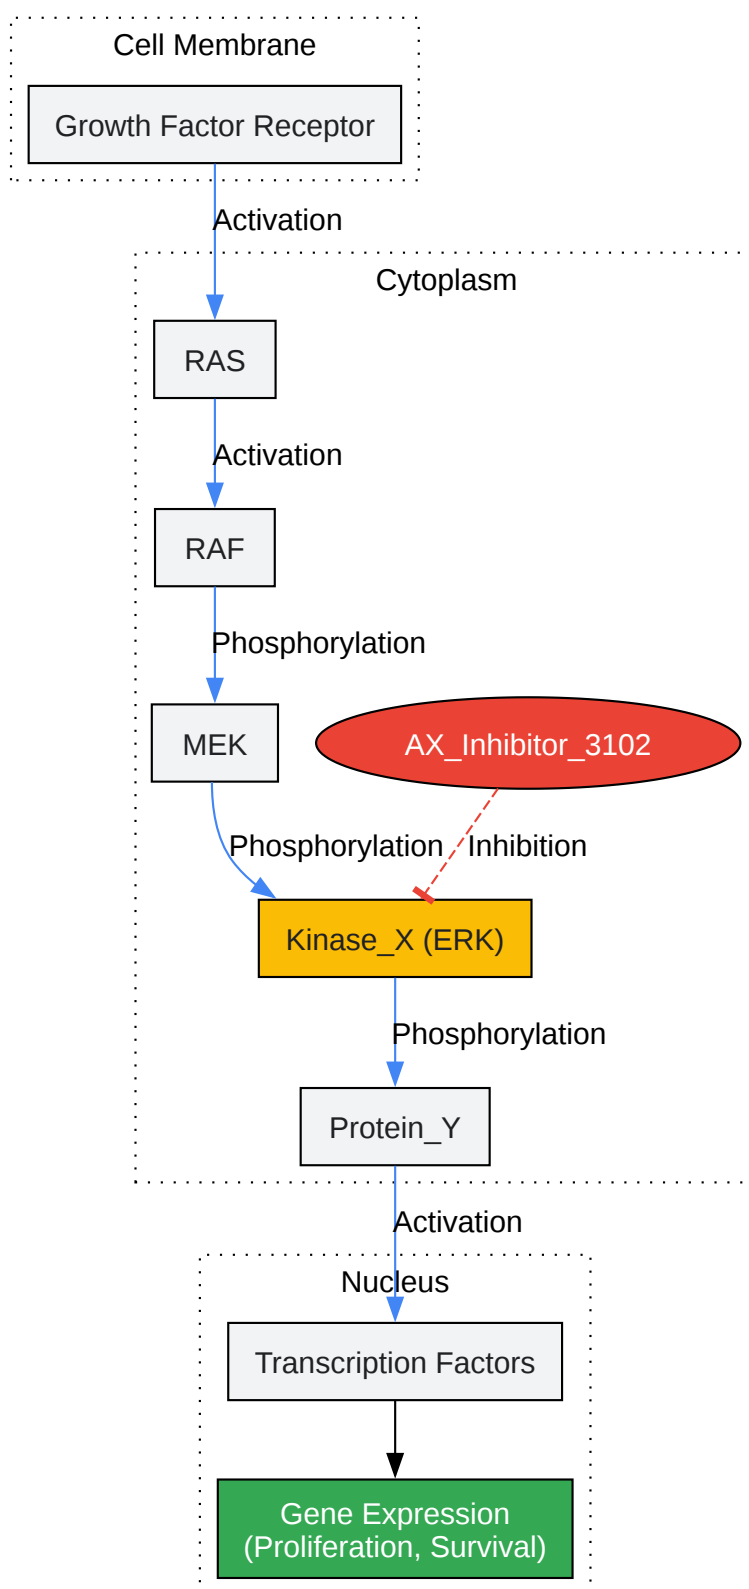 Cell Membrane
Growth Factor Receptor
Activation
Cytoplasm
RAS
Activation
RAF
Phosphorylation
MEK
AX_Inhibitor_3102
Phosphorylation
Inhibition
Kinase_X (ERK)
Phosphorylation
Protein_Y
Activation
Nucleus
Transcription Factors
Gene Expression
(Proliferation, Survival)